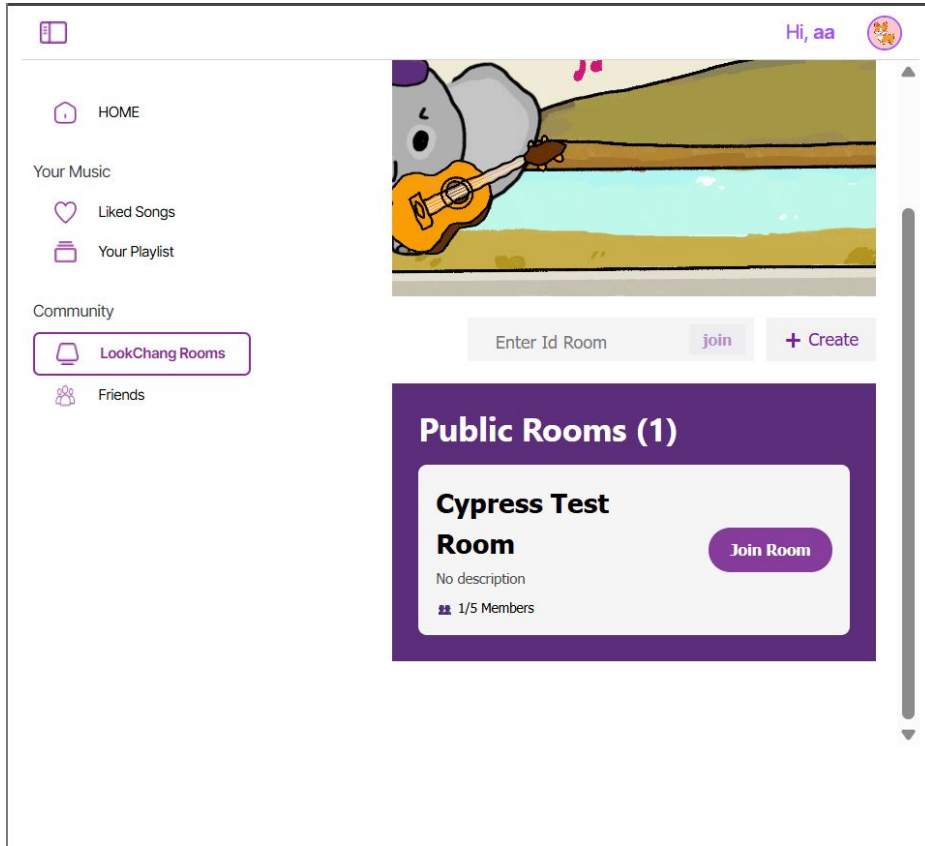 Hi, aa
HOME
Your Music
Liked Songs
Your Playlist
Community
LookChang Rooms
Friends
Enter Id Room
join
+ Create
Public Rooms (1)
Cypress Test
Room
Join Room
No description
1/5 Members